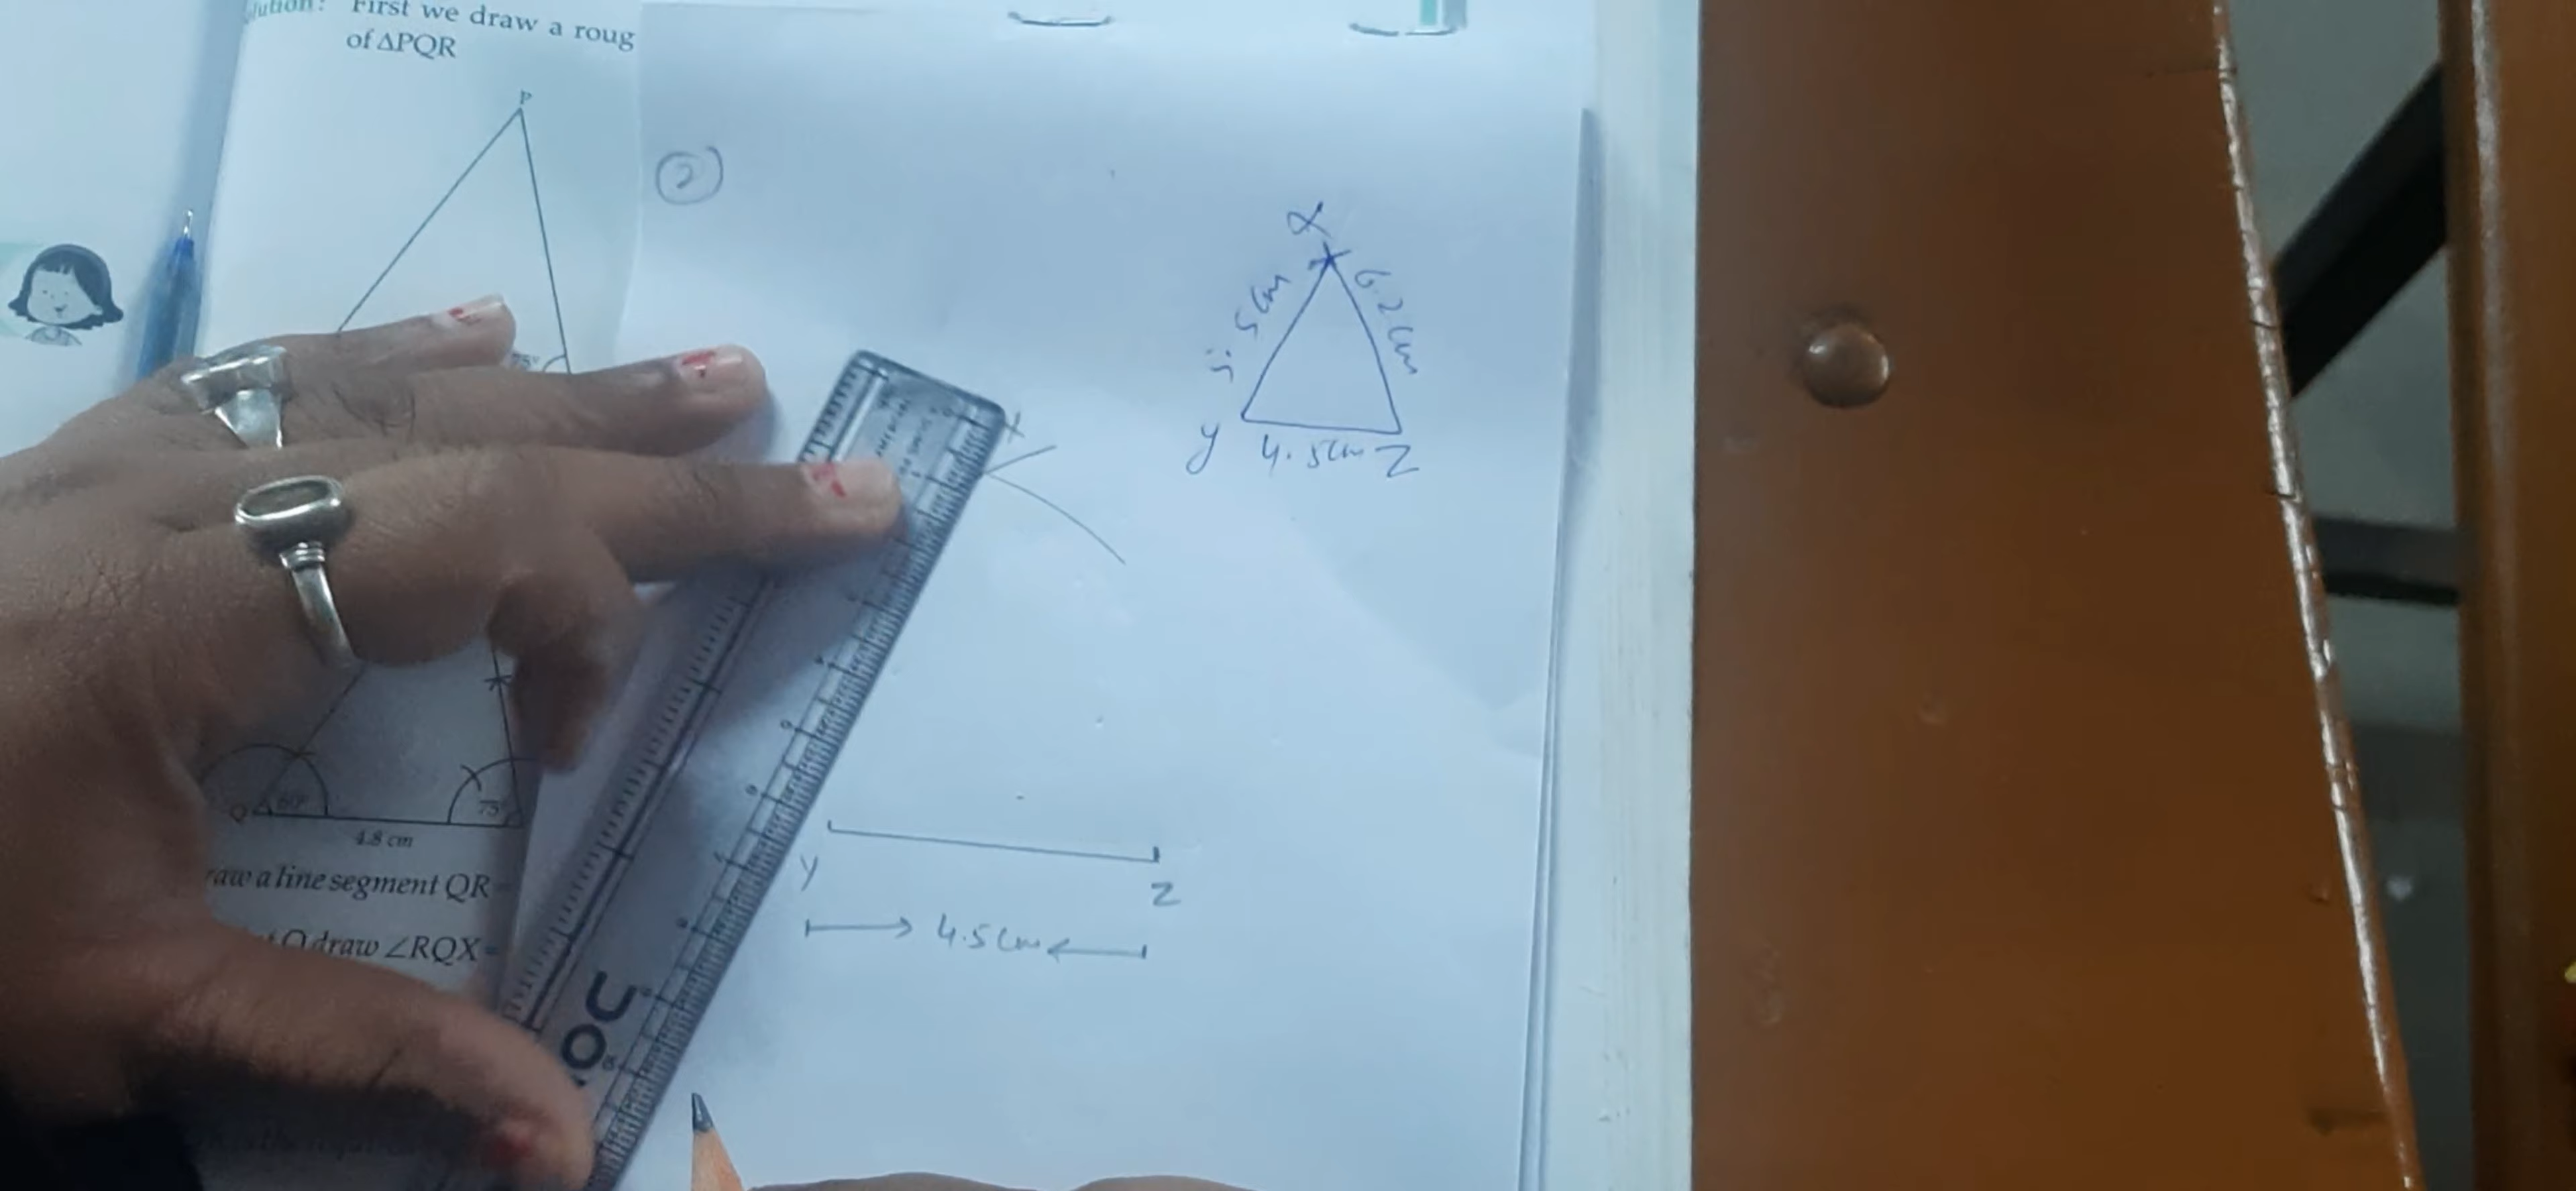 First we draw a roug
of ΔPQR
P
75°
②
X
5.5cm
6.2cm
y 4.5cm Z
X
Q 60° 75°
4.8 cm
raw a line segment QR
Q draw ∠RQX =
Y
Z
4.5cm